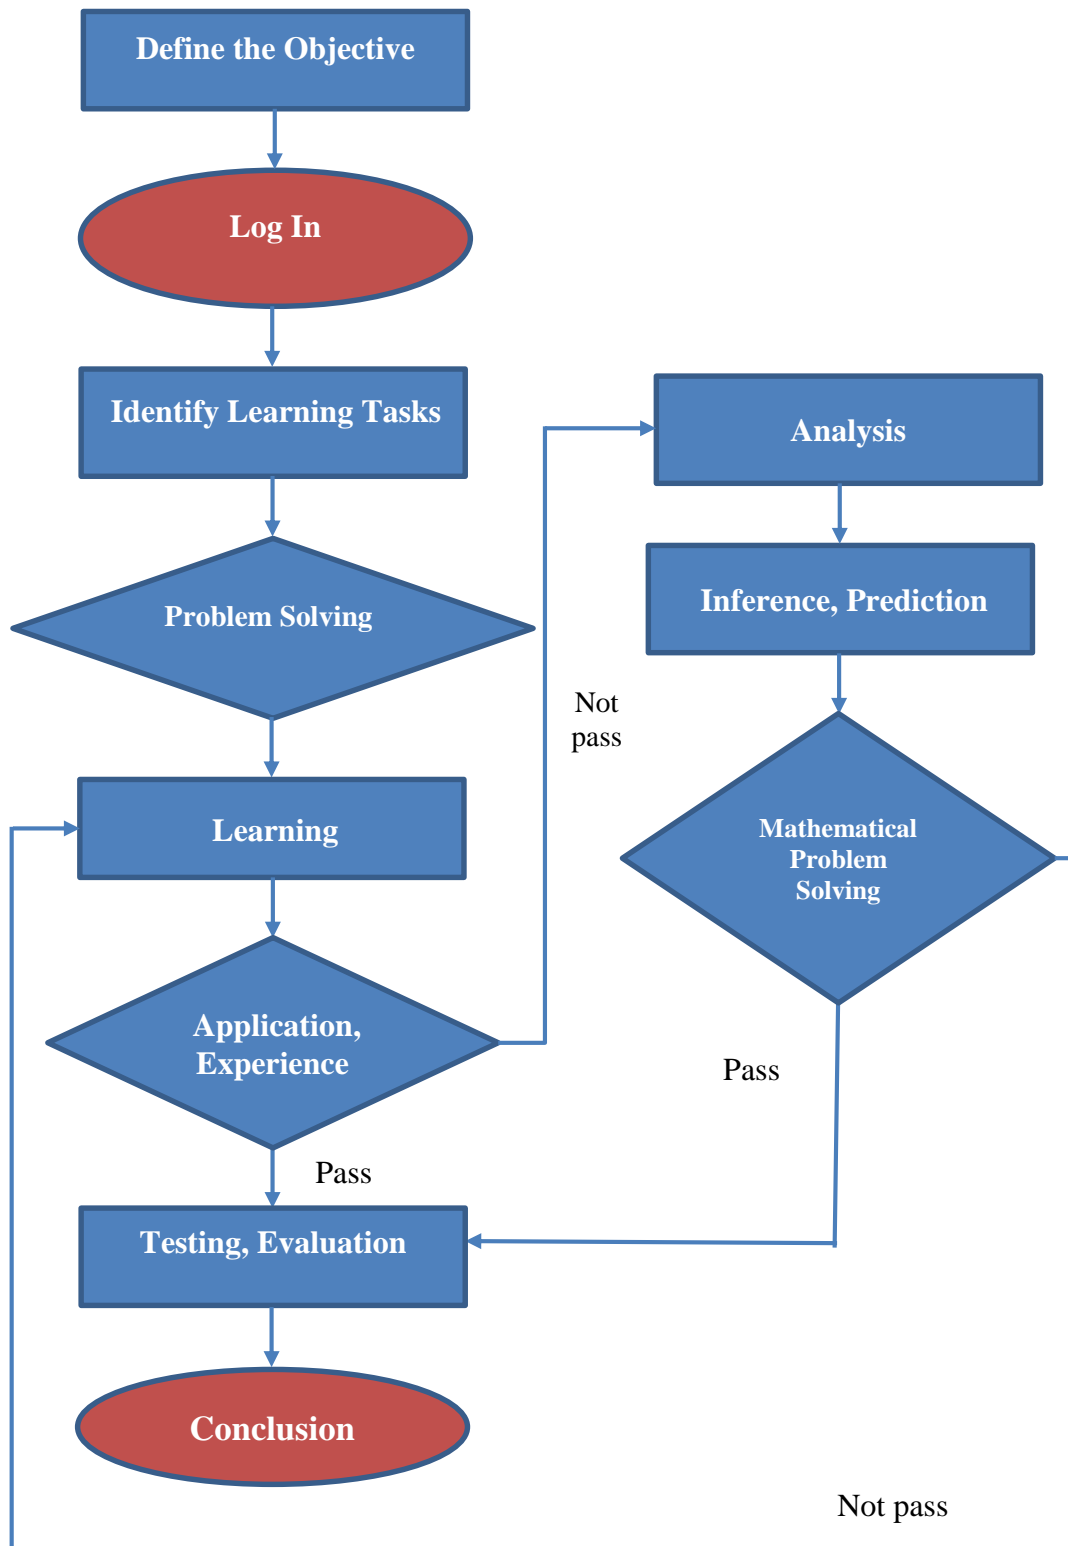 Define the Objective
Log In
Identify Learning Tasks
Problem Solving
Learning
Application,
Experience
Pass
Testing, Evaluation
Conclusion
Not
pass
Analysis
Inference, Prediction
Mathematical
Problem
Solving
Pass
Not pass